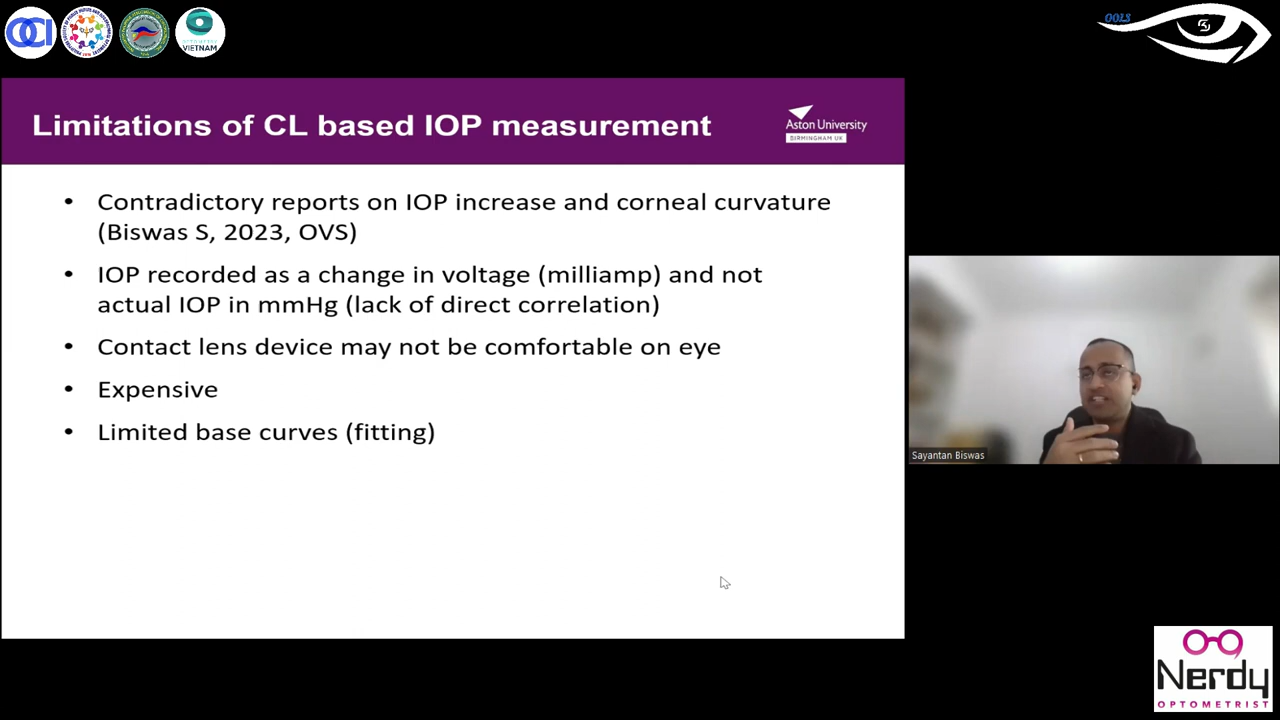 OCI
VIETNAM
OOLS
Limitations of CL based IOP measurement
Aston University
BIRMINGHAM UK
• Contradictory reports on IOP increase and corneal curvature
(Biswas S, 2023, OVS)
• IOP recorded as a change in voltage (milliamp) and not
actual IOP in mmHg (lack of direct correlation)
• Contact lens device may not be comfortable on eye
• Expensive
• Limited base curves (fitting)
Sayantan Biswas
Nerdy
OPTOMETRIST